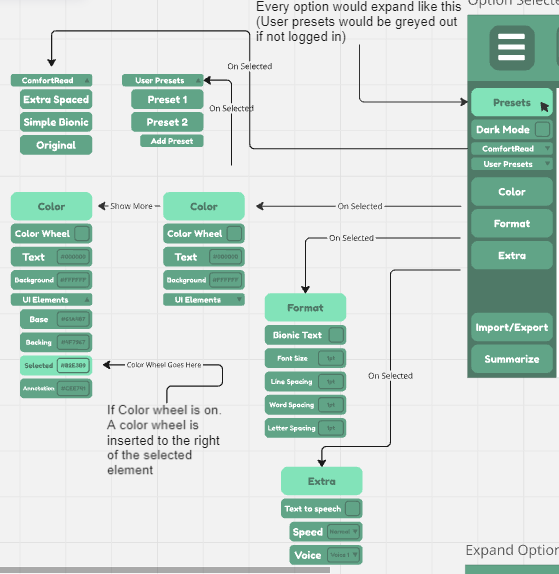 Every option would expand like this
(User presets would be greyed out
if not logged in)
Option Select
ComfortRead
Extra Spaced
Simple Bionic
Original
User Presets
Preset 1
Preset 2
Add Preset
On Selected
On Selected
Presets
Dark Mode
ComfortRead
User Presets
Color
Format
Extra
Import/Export
Summarize
Color
Color Wheel
Text
Background #FFFFFF
UI Elements
Base
Backing
Selected
Annotation
Show More
Color
Color Wheel
Text
Background #FFFFFF
UI Elements
On Selected
On Selected
Format
Bionic Text
Font Size 1pt
Line Spacing 1pt
Word Spacing 1pt
Letter Spacing 1pt
Color Wheel Goes Here
If Color wheel is on.
A color wheel is
inserted to the right
of the selected
element
On Selected
Extra
Text to speech
Speed Normal
Voice Voice 1
Expand Option